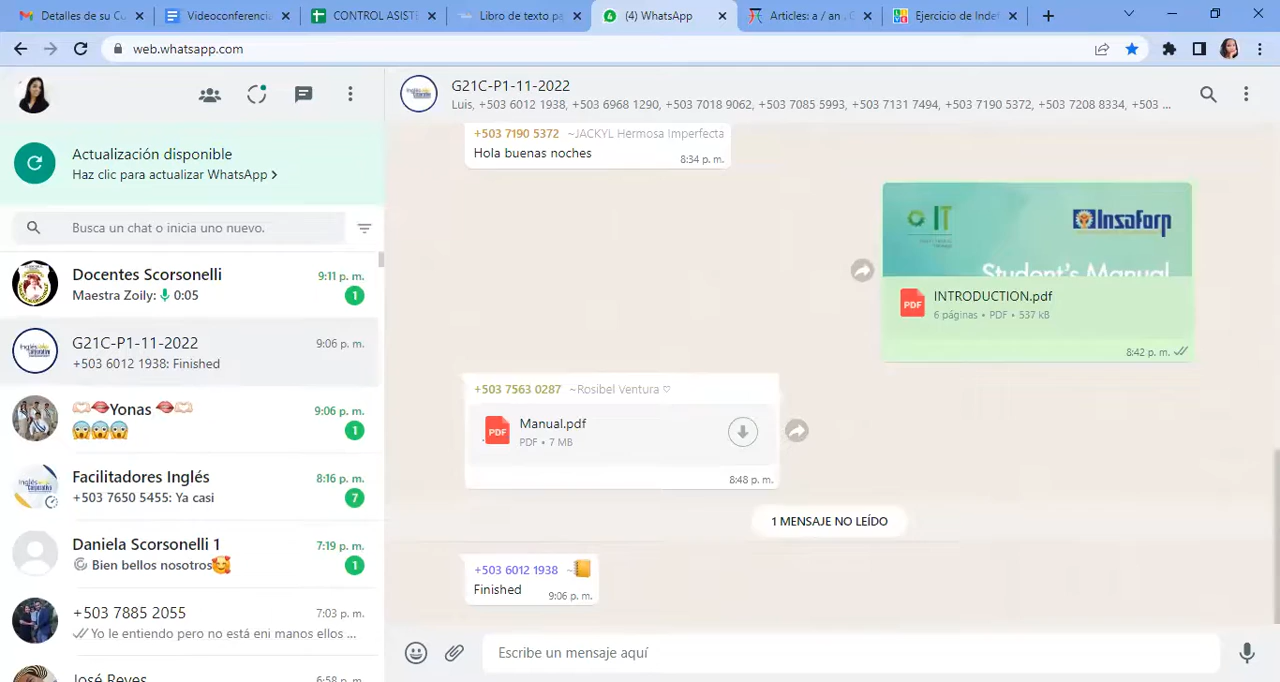 Detalles de su Cu
Videoconferenci
CONTROL ASIST
Libro de texto pa
(4) WhatsApp
Articles: a / an , G
Ejercicio de Indef
web.whatsapp.com
G21C-P1-11-2022
Luis, +503 6012 1938, +503 6968 1290, +503 7018 9062, +503 7085 5993, +503 7131 7494, +503 7190 5372, +503 7208 8334, +503 ...
Actualización disponible
Haz clic para actualizar WhatsApp
Busca un chat o inicia uno nuevo.
Docentes Scorsonelli
9:11 p. m.
Maestra Zoily: 0:05
1
G21C-P1-11-2022
9:06 p. m.
+503 6012 1938: Finished
Yonas
9:06 p. m.
1
Facilitadores Inglés
8:16 p. m.
+503 7650 5455: Ya casi
7
Daniela Scorsonelli 1
7:19 p. m.
Bien bellos nosotros🥰
1
+503 7885 2055
7:03 p. m.
Yo le entiendo pero no está eni manos ellos ...
José Reyes
6:58 p. m.
+503 7190 5372 ~JACKYL Hermosa Imperfecta
Hola buenas noches
8:34 p. m.
IT
Insaforp
Student's Manual
PDF
INTRODUCTION.pdf
6 páginas • PDF • 537 kB
8:42 p. m.
+503 7563 0287 ~Rosibel Ventura ♡
PDF
Manual.pdf
PDF • 7 MB
8:48 p. m.
1 MENSAJE NO LEÍDO
+503 6012 1938 ~📒
Finished
9:06 p. m.
Escribe un mensaje aquí